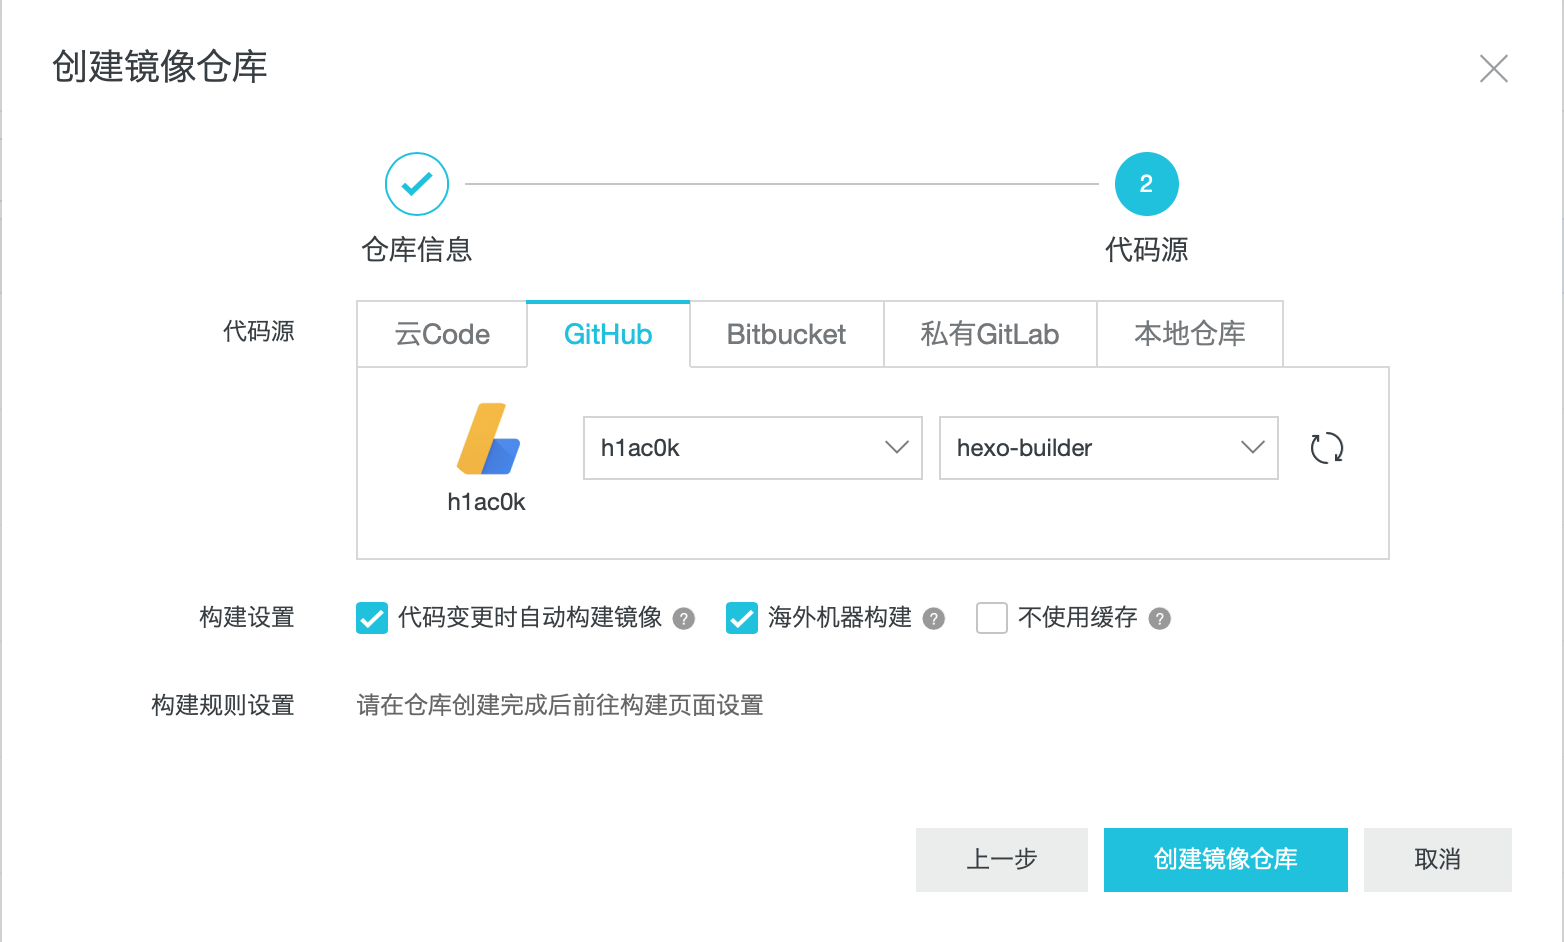 创建镜像仓库
2
仓库信息
代码源
代码源
云Code
GitHub
Bitbucket
私有GitLab
本地仓库
h1ac0k
hexo-builder
h1ac0k
构建设置
代码变更时自动构建镜像 ?
海外机器构建 ?
不使用缓存 ?
构建规则设置
请在仓库创建完成后前往构建页面设置
上一步
创建镜像仓库
取消